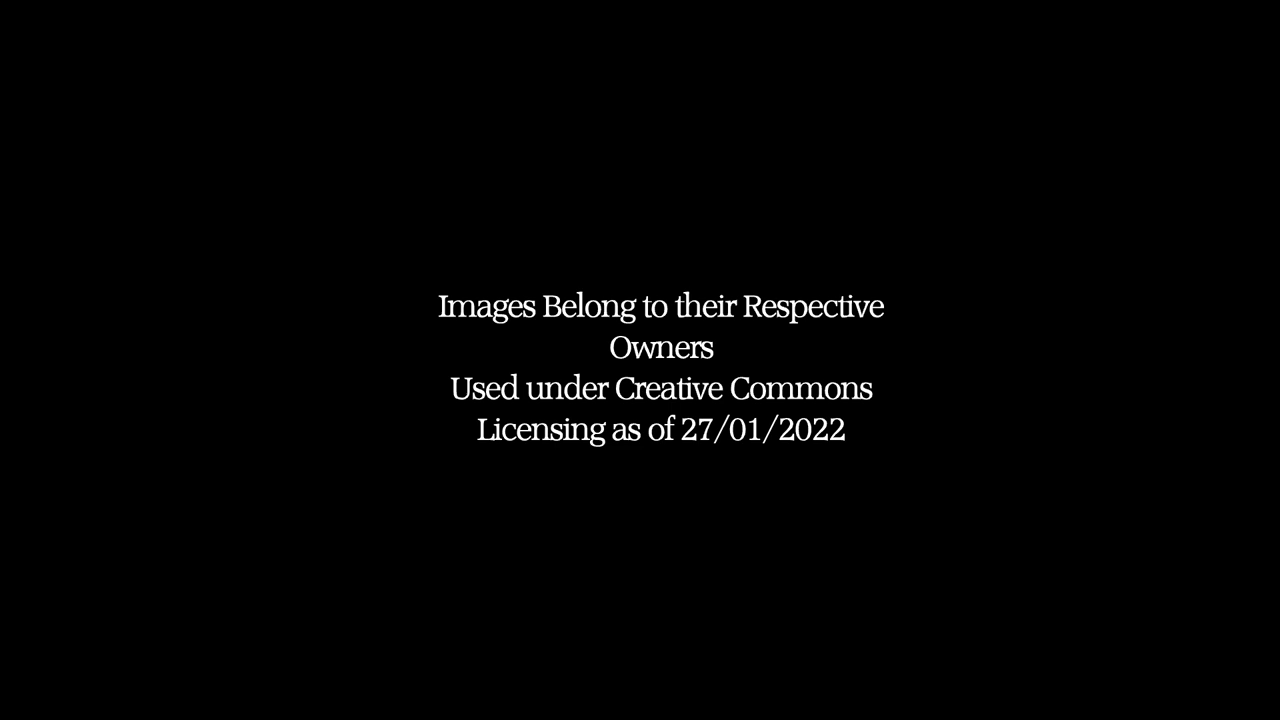 Images Belong to their Respective
Owners
Used under Creative Commons
Licensing as of 27/01/2022